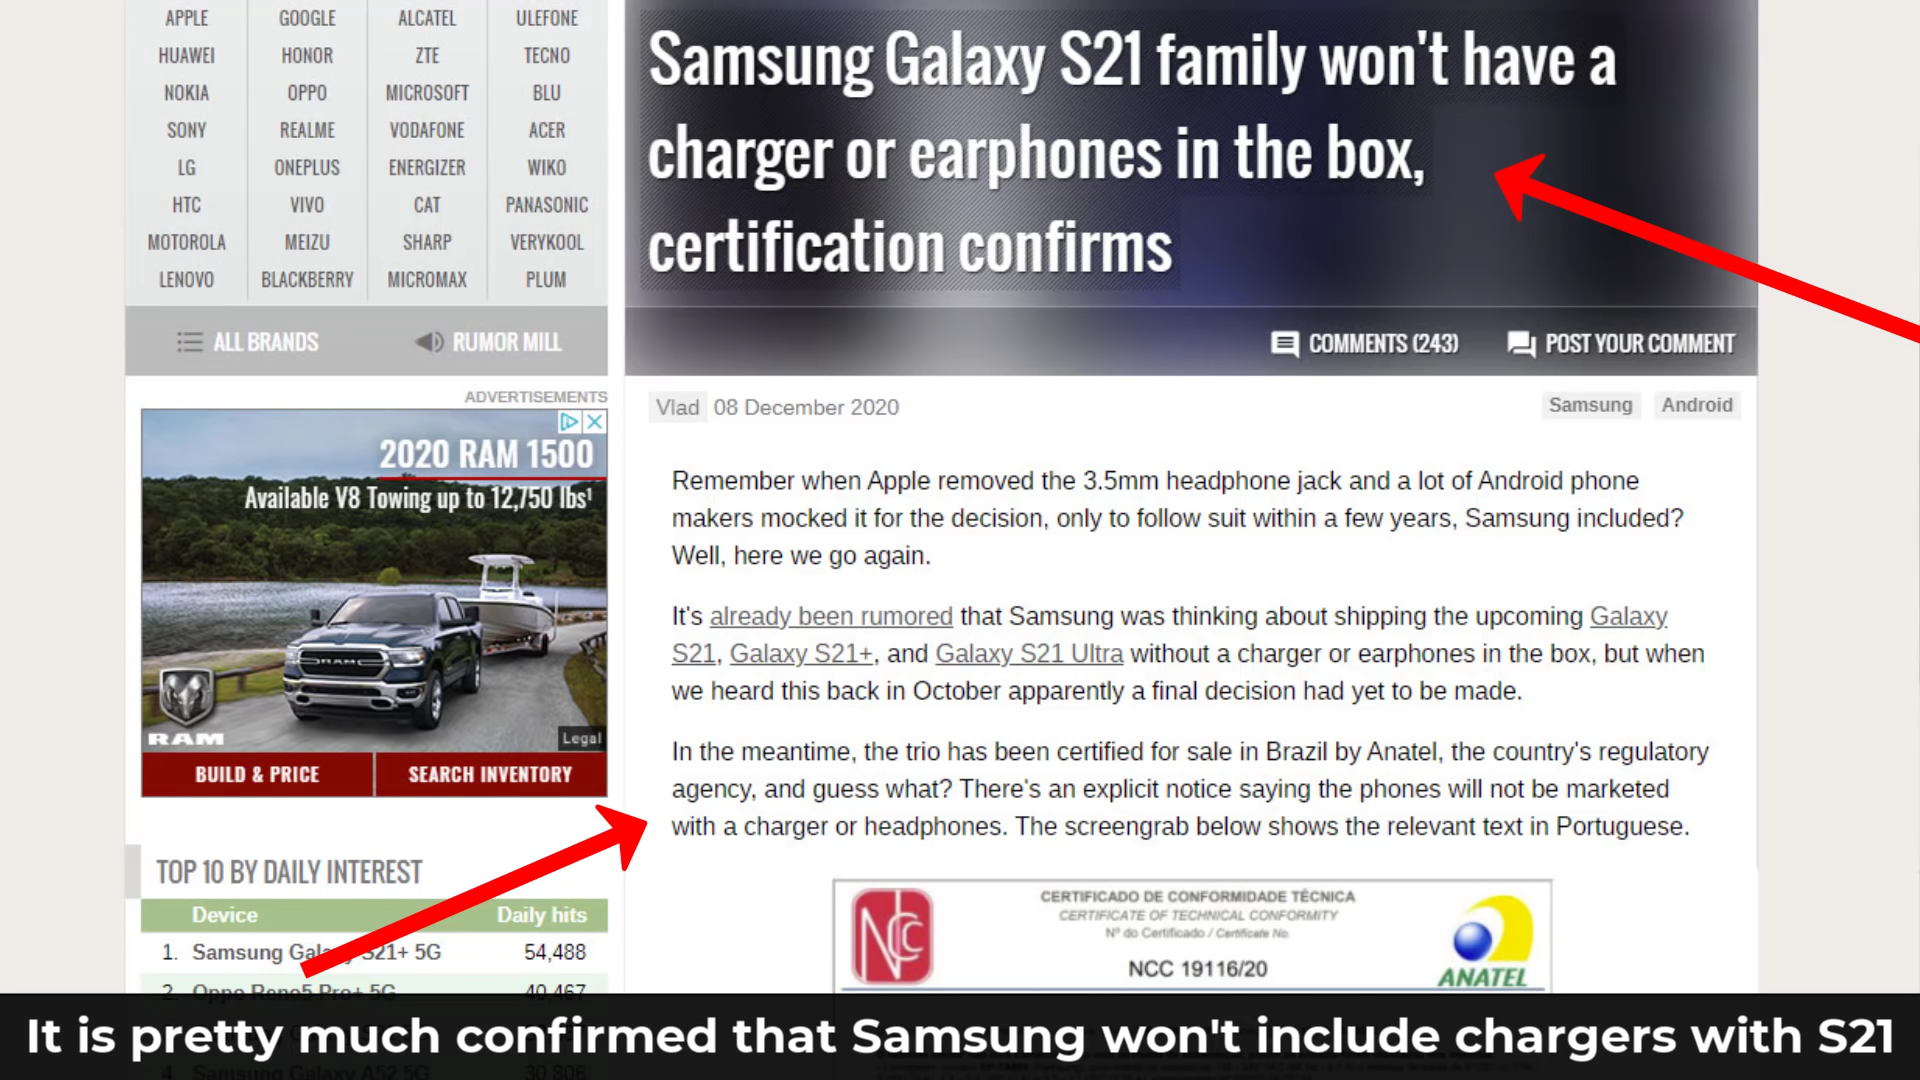 APPLE GOOGLE ALCATEL ULEFONE
HUAWEI HONOR ZTE TECNO
NOKIA OPPO MICROSOFT BLU
SONY REALME VODAFONE ACER
LG ONEPLUS ENERGIZER WIKO
HTC VIVO CAT PANASONIC
MOTOROLA MEIZU SHARP VERYKOOL
LENOVO BLACKBERRY MICROMAX PLUM
ALL BRANDS RUMOR MILL
ADVERTISEMENTS
2020 RAM 1500
Available V8 Towing up to 12,750 lbs¹
RAM
RAM
Legal
BUILD & PRICE SEARCH INVENTORY
TOP 10 BY DAILY INTEREST
Device Daily hits
1. Samsung Galaxy S21+ 5G 54,488
2. Oppo Reno5 Pro+ 5G 40,467
4. Samsung Galaxy A52 5G 30,806
Samsung Galaxy S21 family won't have a
charger or earphones in the box,
certification confirms
COMMENTS (243) POST YOUR COMMENT
Vlad 08 December 2020 Samsung Android
Remember when Apple removed the 3.5mm headphone jack and a lot of Android phone
makers mocked it for the decision, only to follow suit within a few years, Samsung included?
Well, here we go again.
It's already been rumored that Samsung was thinking about shipping the upcoming Galaxy
S21, Galaxy S21+, and Galaxy S21 Ultra without a charger or earphones in the box, but when
we heard this back in October apparently a final decision had yet to be made.
In the meantime, the trio has been certified for sale in Brazil by Anatel, the country's regulatory
agency, and guess what? There's an explicit notice saying the phones will not be marketed
with a charger or headphones. The screengrab below shows the relevant text in Portuguese.
NCC
CERTIFICADO DE CONFORMIDADE TÉCNICA
CERTIFICATE OF TECHNICAL CONFORMITY
Nº do Certificado / Certificate No.
NCC 19116/20
ANATEL
It is pretty much confirmed that Samsung won't include chargers with S21